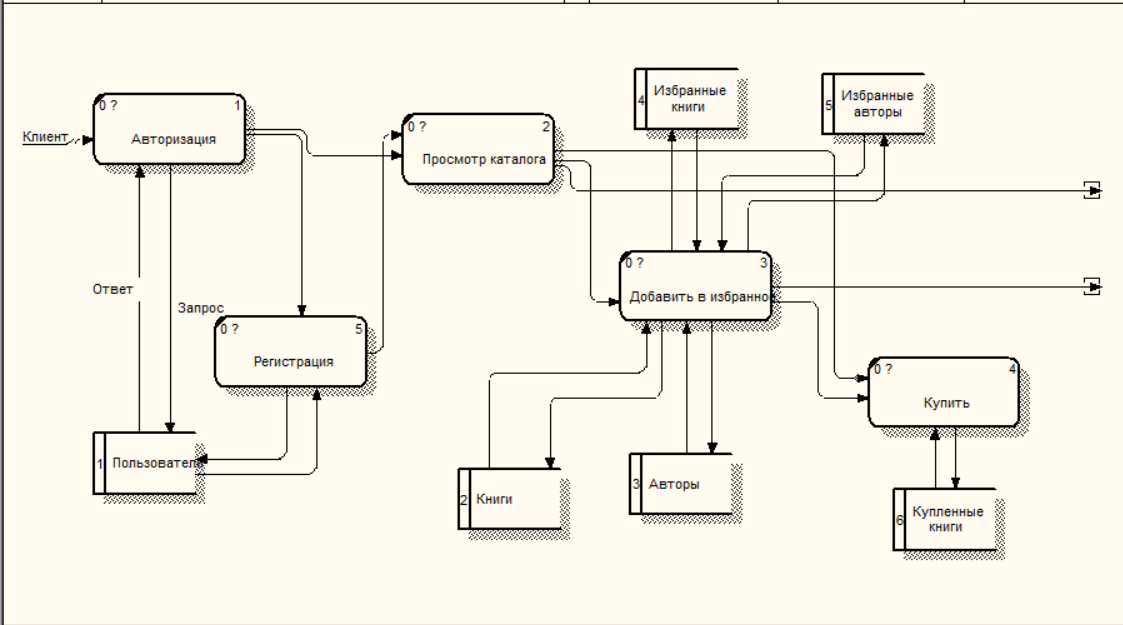 Клиент
0 ?
1
Авторизация
0 ?
2
Просмотр каталога
4
Избранные
книги
5
Избранные
авторы
Ответ
Запрос
0 ?
5
Регистрация
0 ?
3
Добавить в избранно
0 ?
4
Купить
1
Пользовател
2
Книги
3
Авторы
6
Купленные
книги